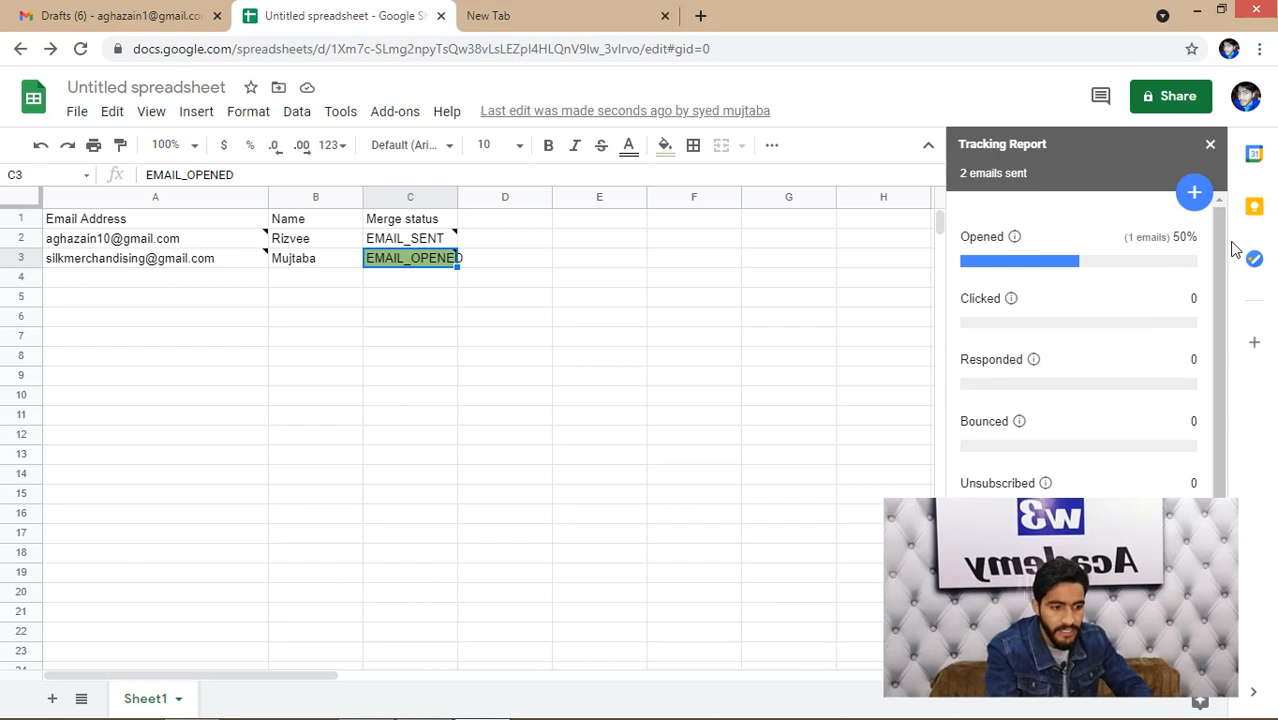 Drafts (6) - aghazain1@gmail.co
Untitled spreadsheet - Google Sh
New Tab
docs.google.com/spreadsheets/d/1Xm7c-SLmg2npyTsQw38vLsLEZpI4HLQnV9Iw_3vIrvo/edit#gid=0
Untitled spreadsheet
File Edit View Insert Format Data Tools Add-ons Help Last edit was made seconds ago by syed mujtaba
Share
100% $ % .0 .00 123 Default (Ari... 10 B I S A
C3 fx EMAIL_OPENED
Tracking Report
2 emails sent
A B C D E F G H
1 Email Address Name Merge status
2 aghazain10@gmail.com Rizvee EMAIL_SENT
3 silkmerchandising@gmail.com Mujtaba EMAIL_OPENED
4
5
6
7
8
9
10
11
12
13
14
15
16
17
18
19
20
21
22
23
Opened (1 emails) 50%
Clicked 0
Responded 0
Bounced 0
Unsubscribed 0
w3
Academy
Sheet1
31